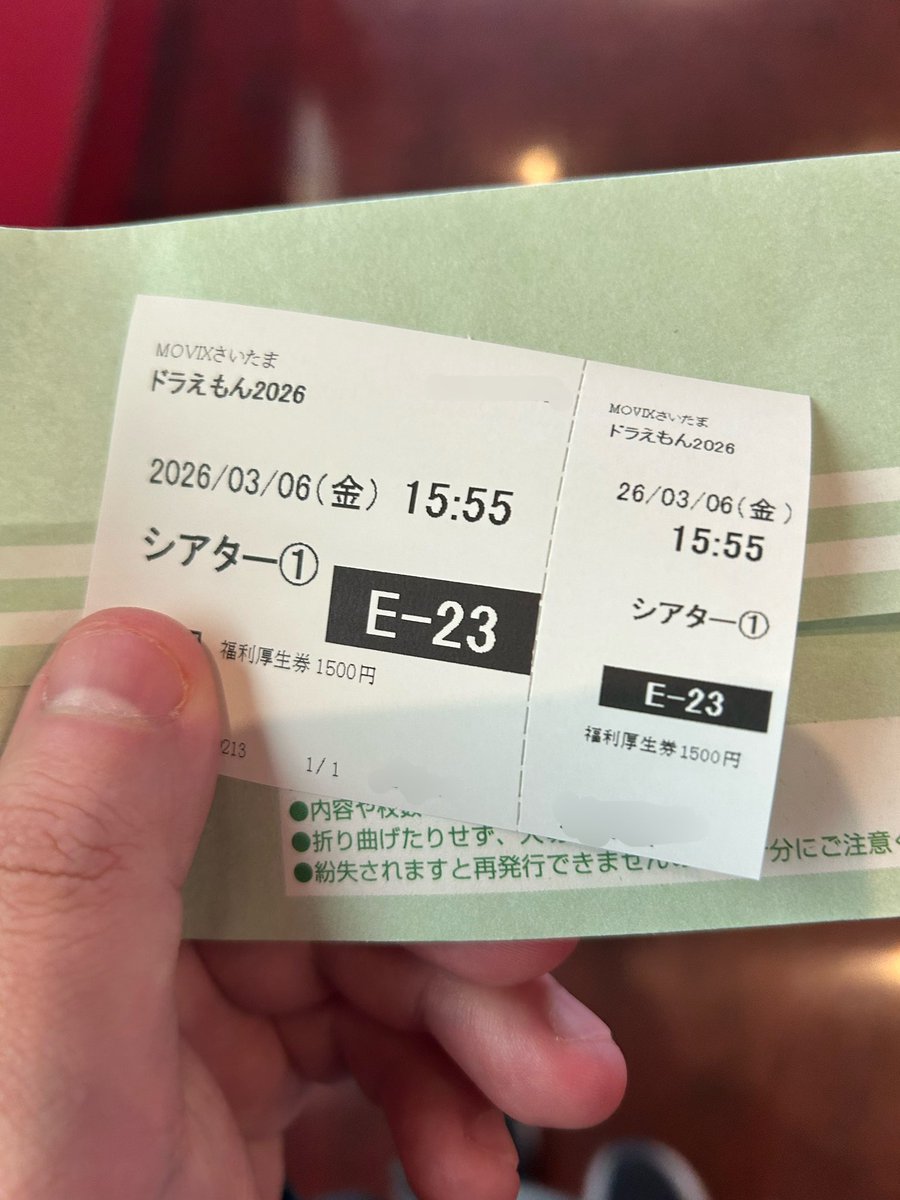 MOVIXさいたま
ドラえもん2026
2026/03/06(金) 15:55
シアター①
E-23
福利厚生券 1500円
213
1/1
MOVIXさいたま
ドラえもん2026
26/03/06(金)
15:55
シアター①
E-23
福利厚生券1500円
●内容や枚数
●折り曲げたりせず、
分にご注意
●紛失されますと再発行できません